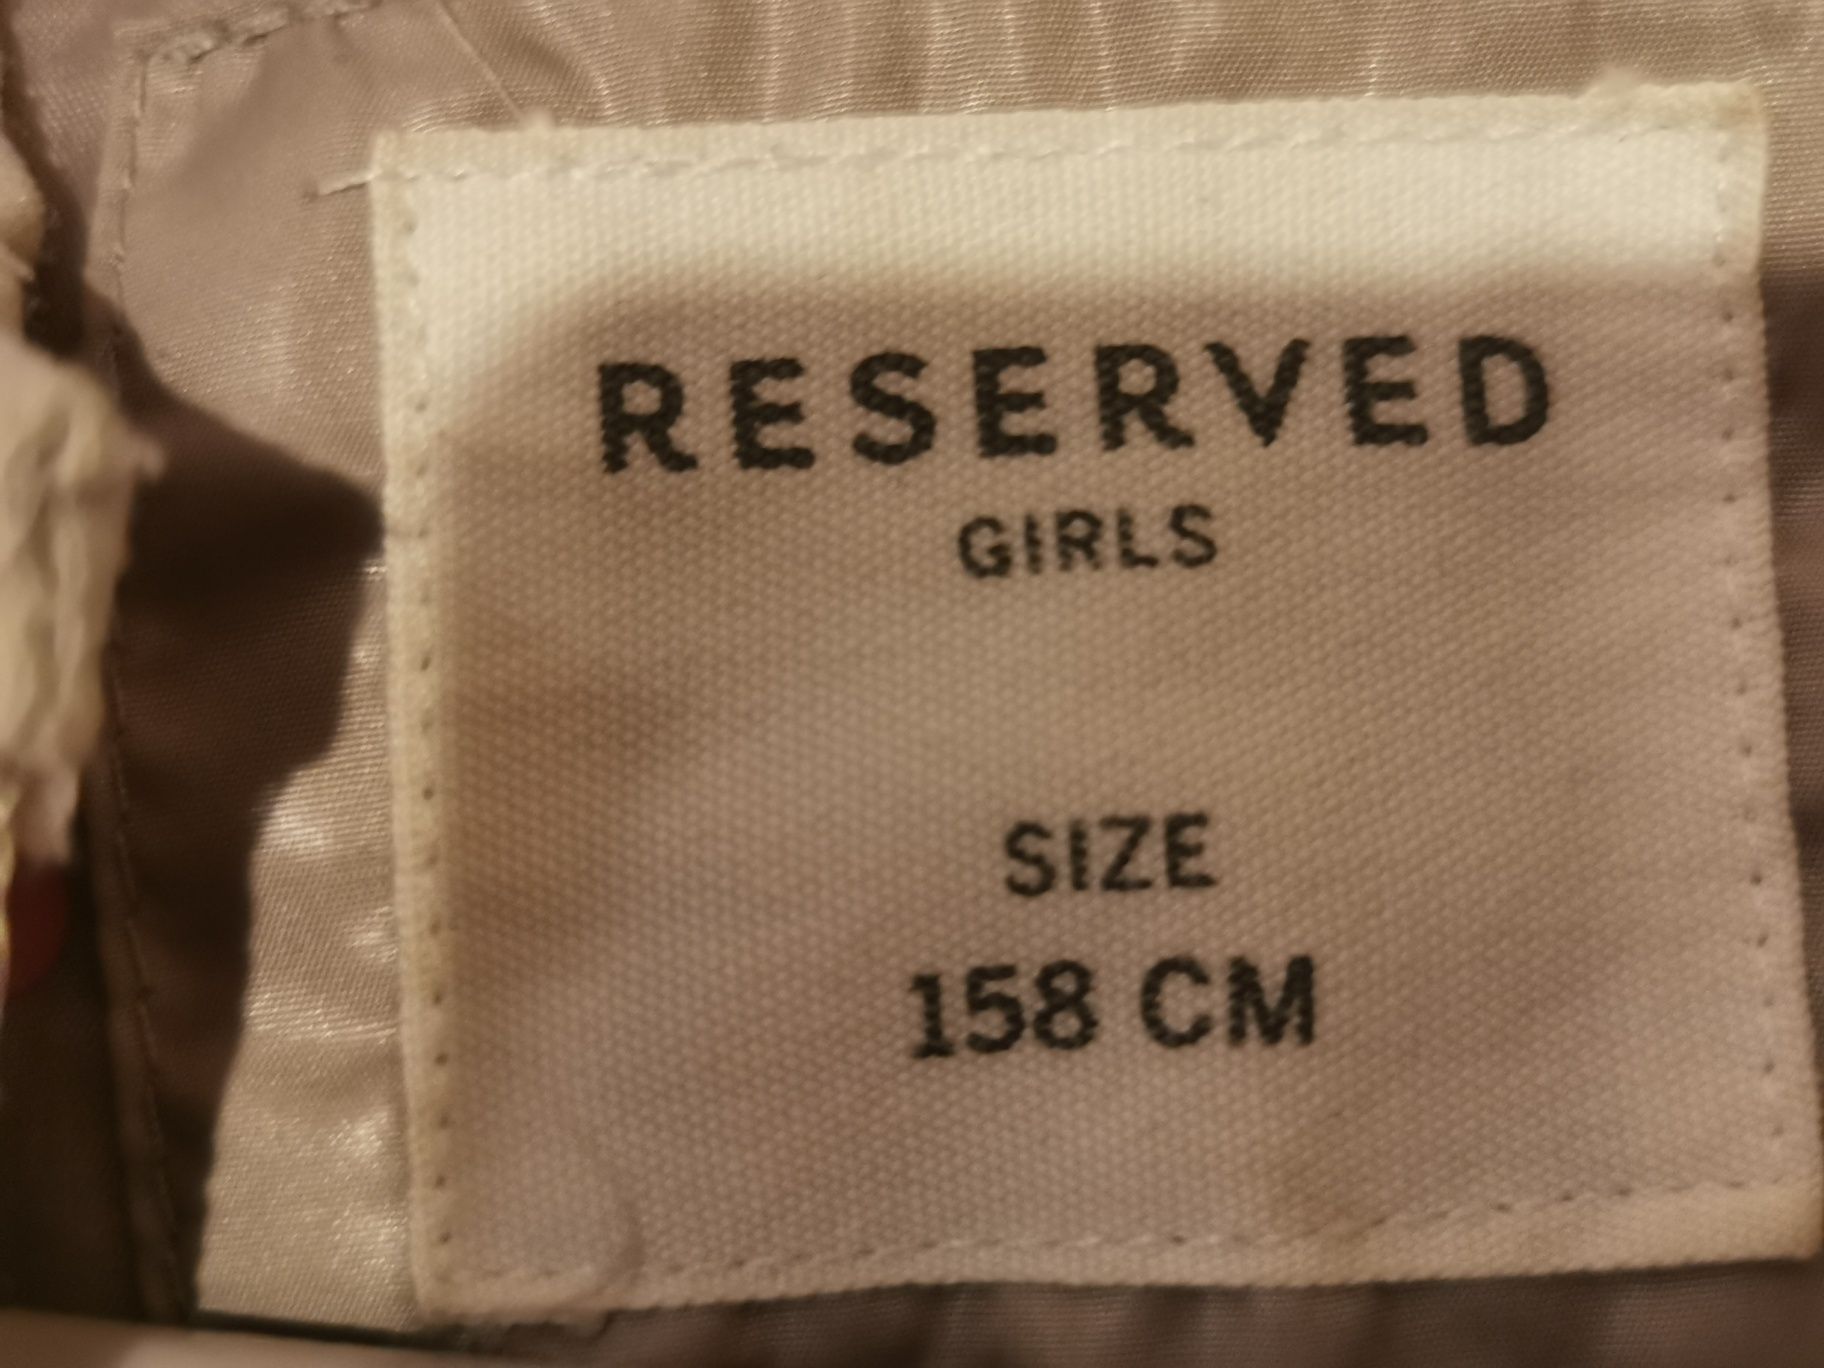 RESERVED
GIRLS
SIZE
158 CM